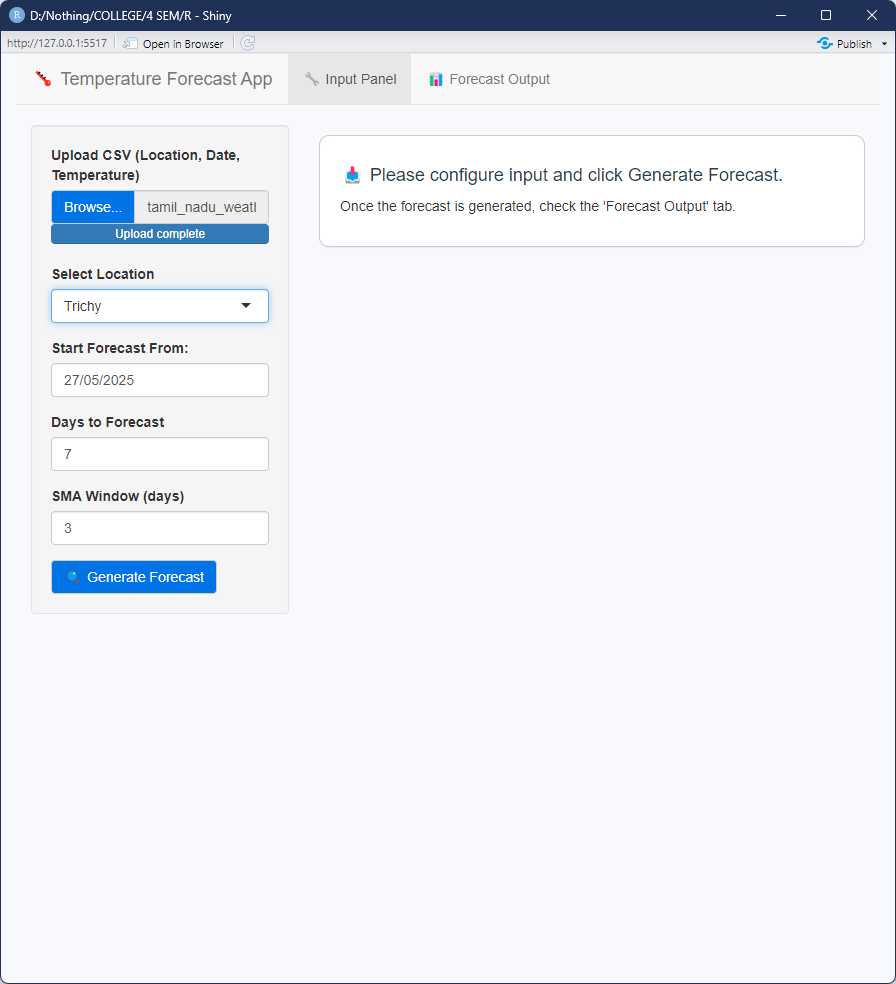 R D:/Nothing/COLLEGE/4 SEM/R - Shiny
http://127.0.0.1:5517 Open in Browser Publish
Temperature Forecast App Input Panel Forecast Output
Upload CSV (Location, Date,
Temperature)
Browse... tamil_nadu_weatl
Upload complete
Select Location
Trichy
Start Forecast From:
27/05/2025
Days to Forecast
7
SMA Window (days)
3
Generate Forecast
Please configure input and click Generate Forecast.
Once the forecast is generated, check the 'Forecast Output' tab.